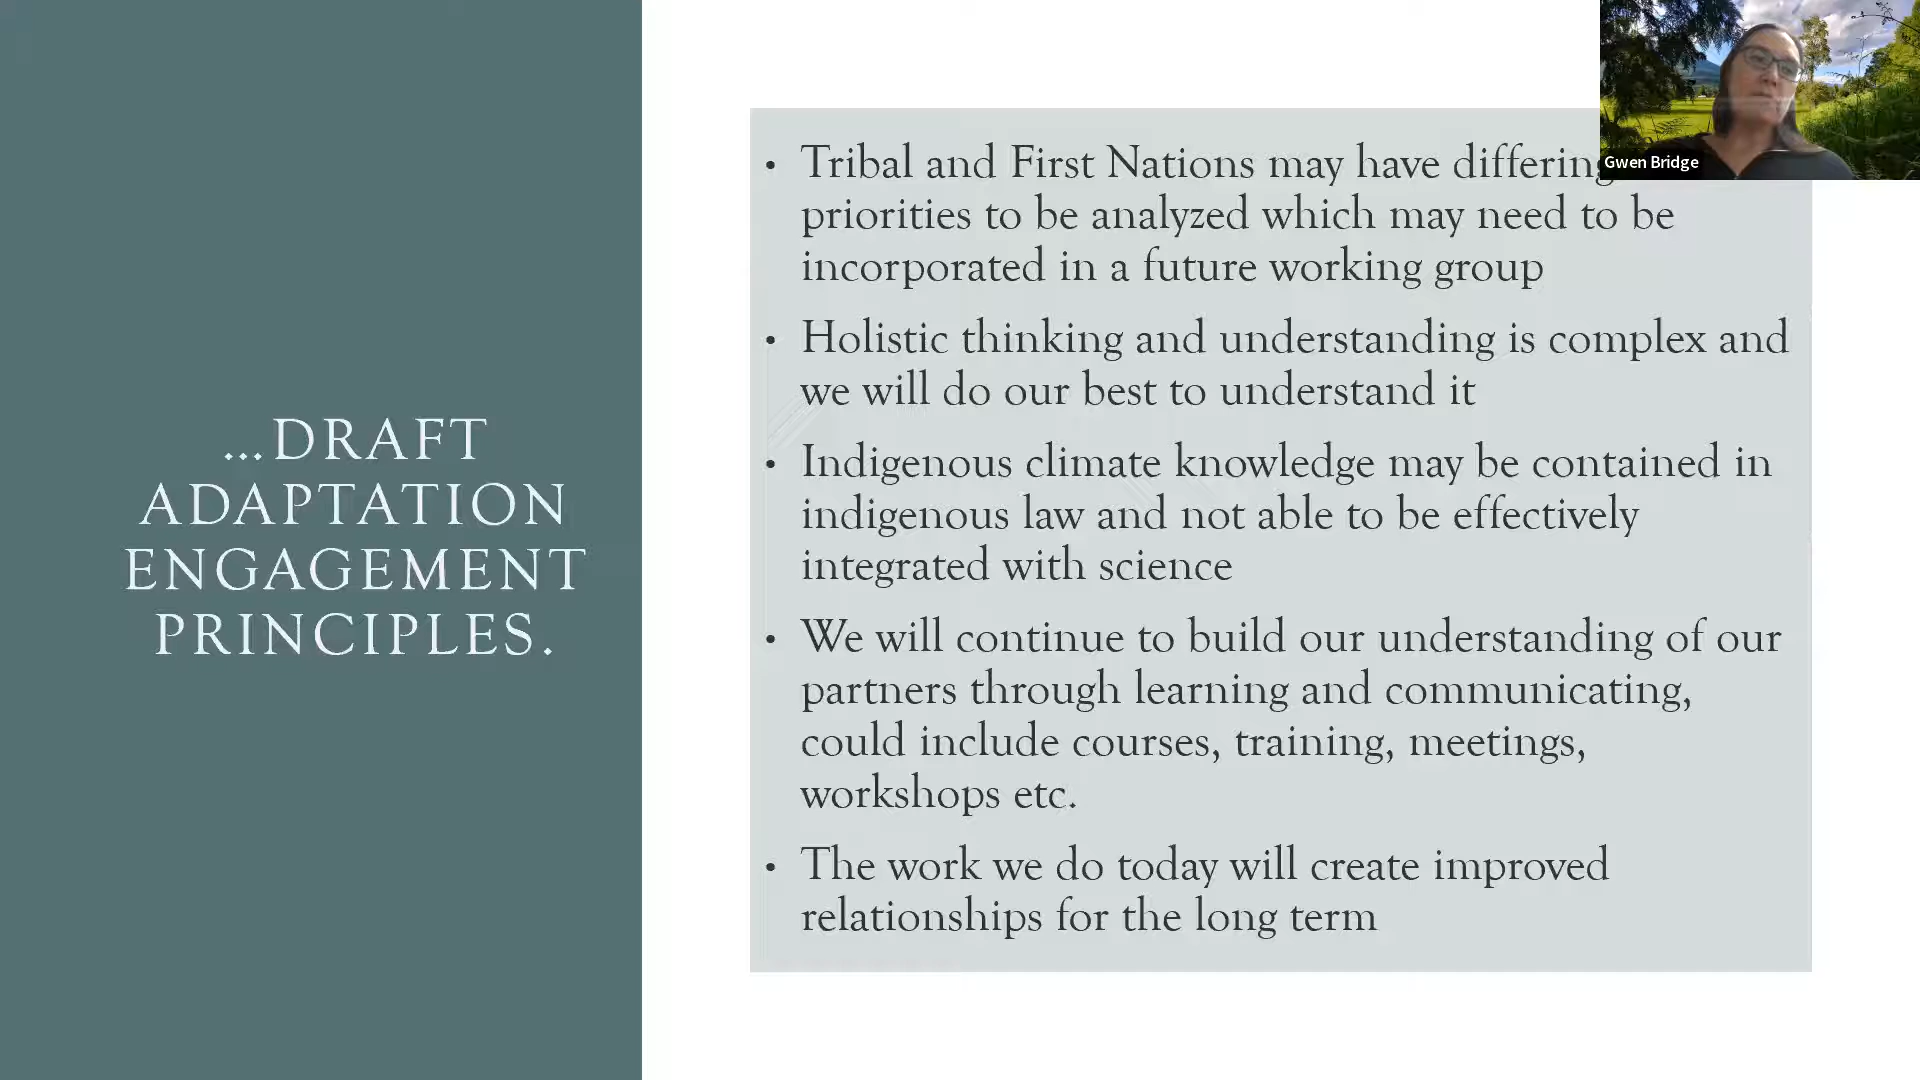 ...DRAFT
ADAPTATION
ENGAGEMENT
PRINCIPLES.
• Tribal and First Nations may have differing
priorities to be analyzed which may need to be
incorporated in a future working group
• Holistic thinking and understanding is complex and
we will do our best to understand it
• Indigenous climate knowledge may be contained in
indigenous law and not able to be effectively
integrated with science
• We will continue to build our understanding of our
partners through learning and communicating,
could include courses, training, meetings,
workshops etc.
• The work we do today will create improved
relationships for the long term
Gwen Bridge